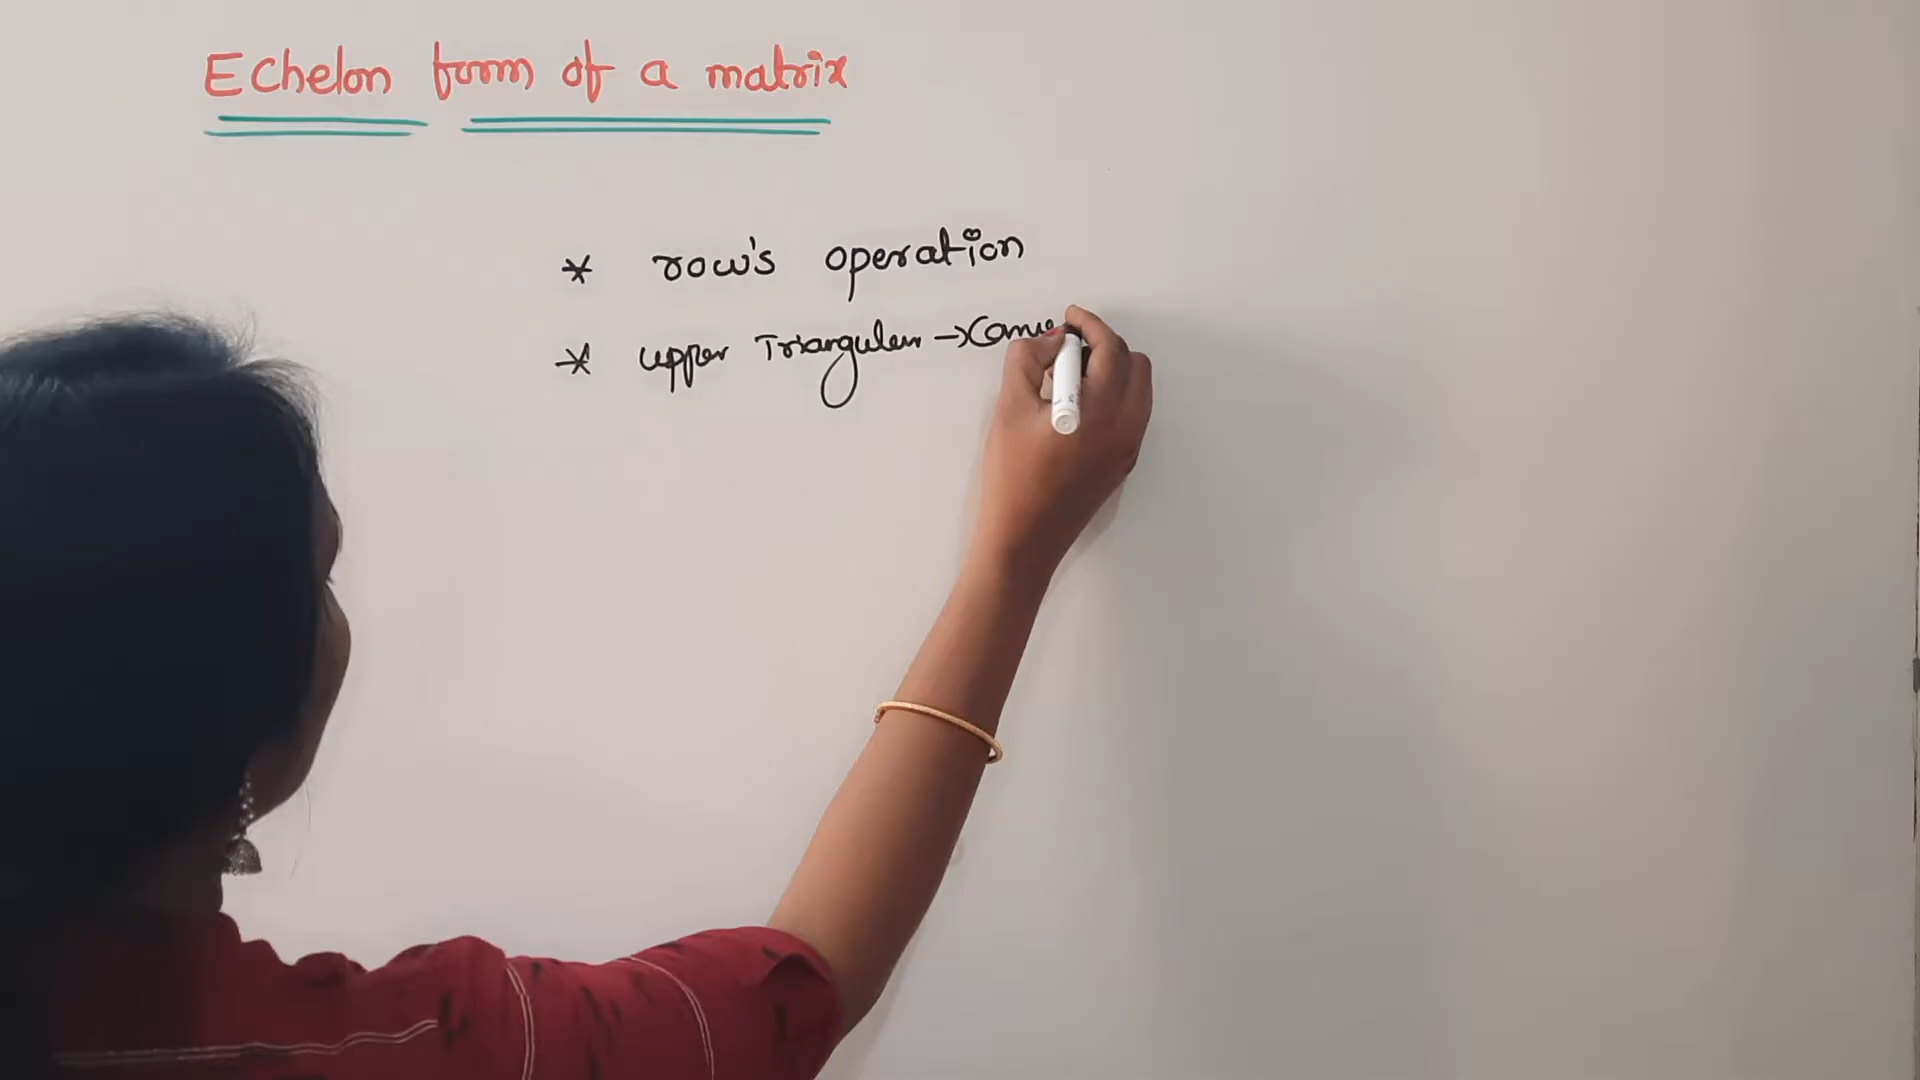 Echelon form of a matrix
* row's operation
* upper Triangular →